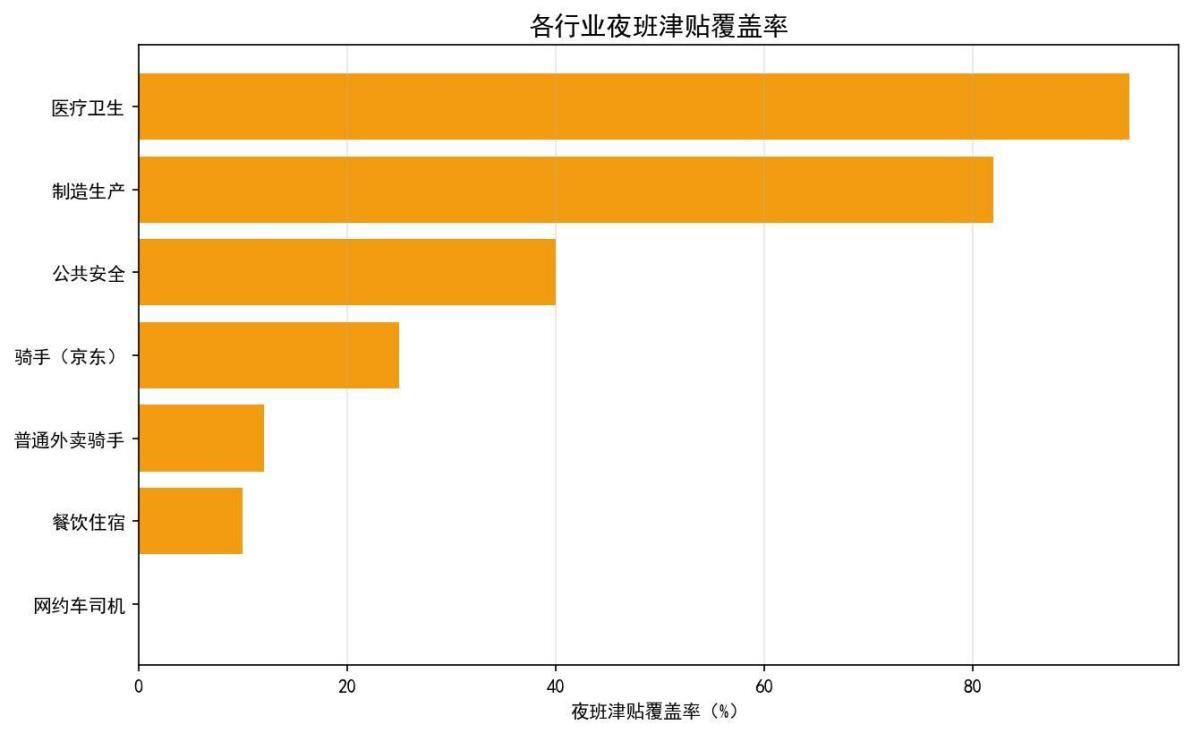 各行业夜班津贴覆盖率
医疗卫生
制造生产
公共安全
骑手（京东）
普通外卖骑手
餐饮住宿
网约车司机
0 20 40 60 80
夜班津贴覆盖率（%）